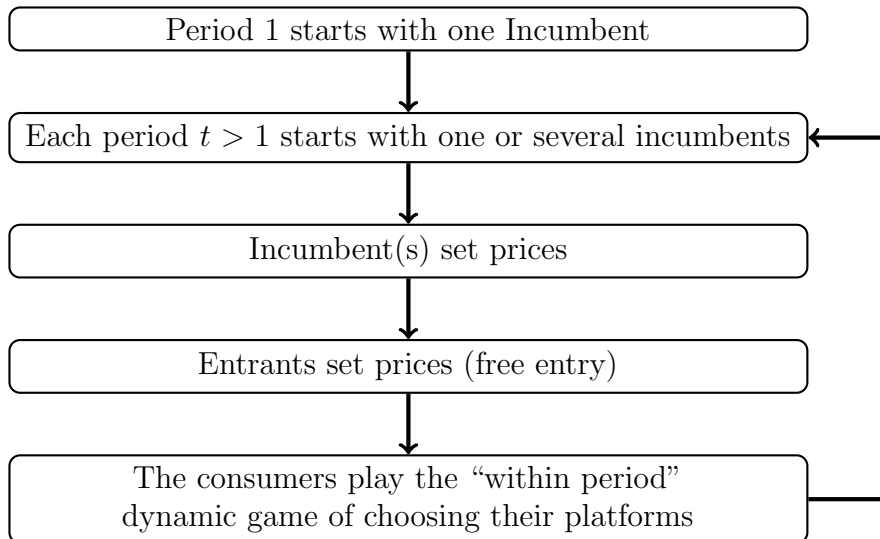 Period 1 starts with one Incumbent
Each period t > 1 starts with one or several incumbents
Incumbent(s) set prices
Entrants set prices (free entry)
The consumers play the “within period”
dynamic game of choosing their platforms